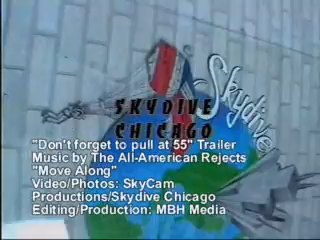 Skydive
SKYDIVE
CHICAGO
"Don't forget to pull at 55" Trailer
Music by The All-American Rejects
"Move Along"
Video/Photos: SkyCam
Productions/Skydive Chicago
Editing/Production: MBH Media